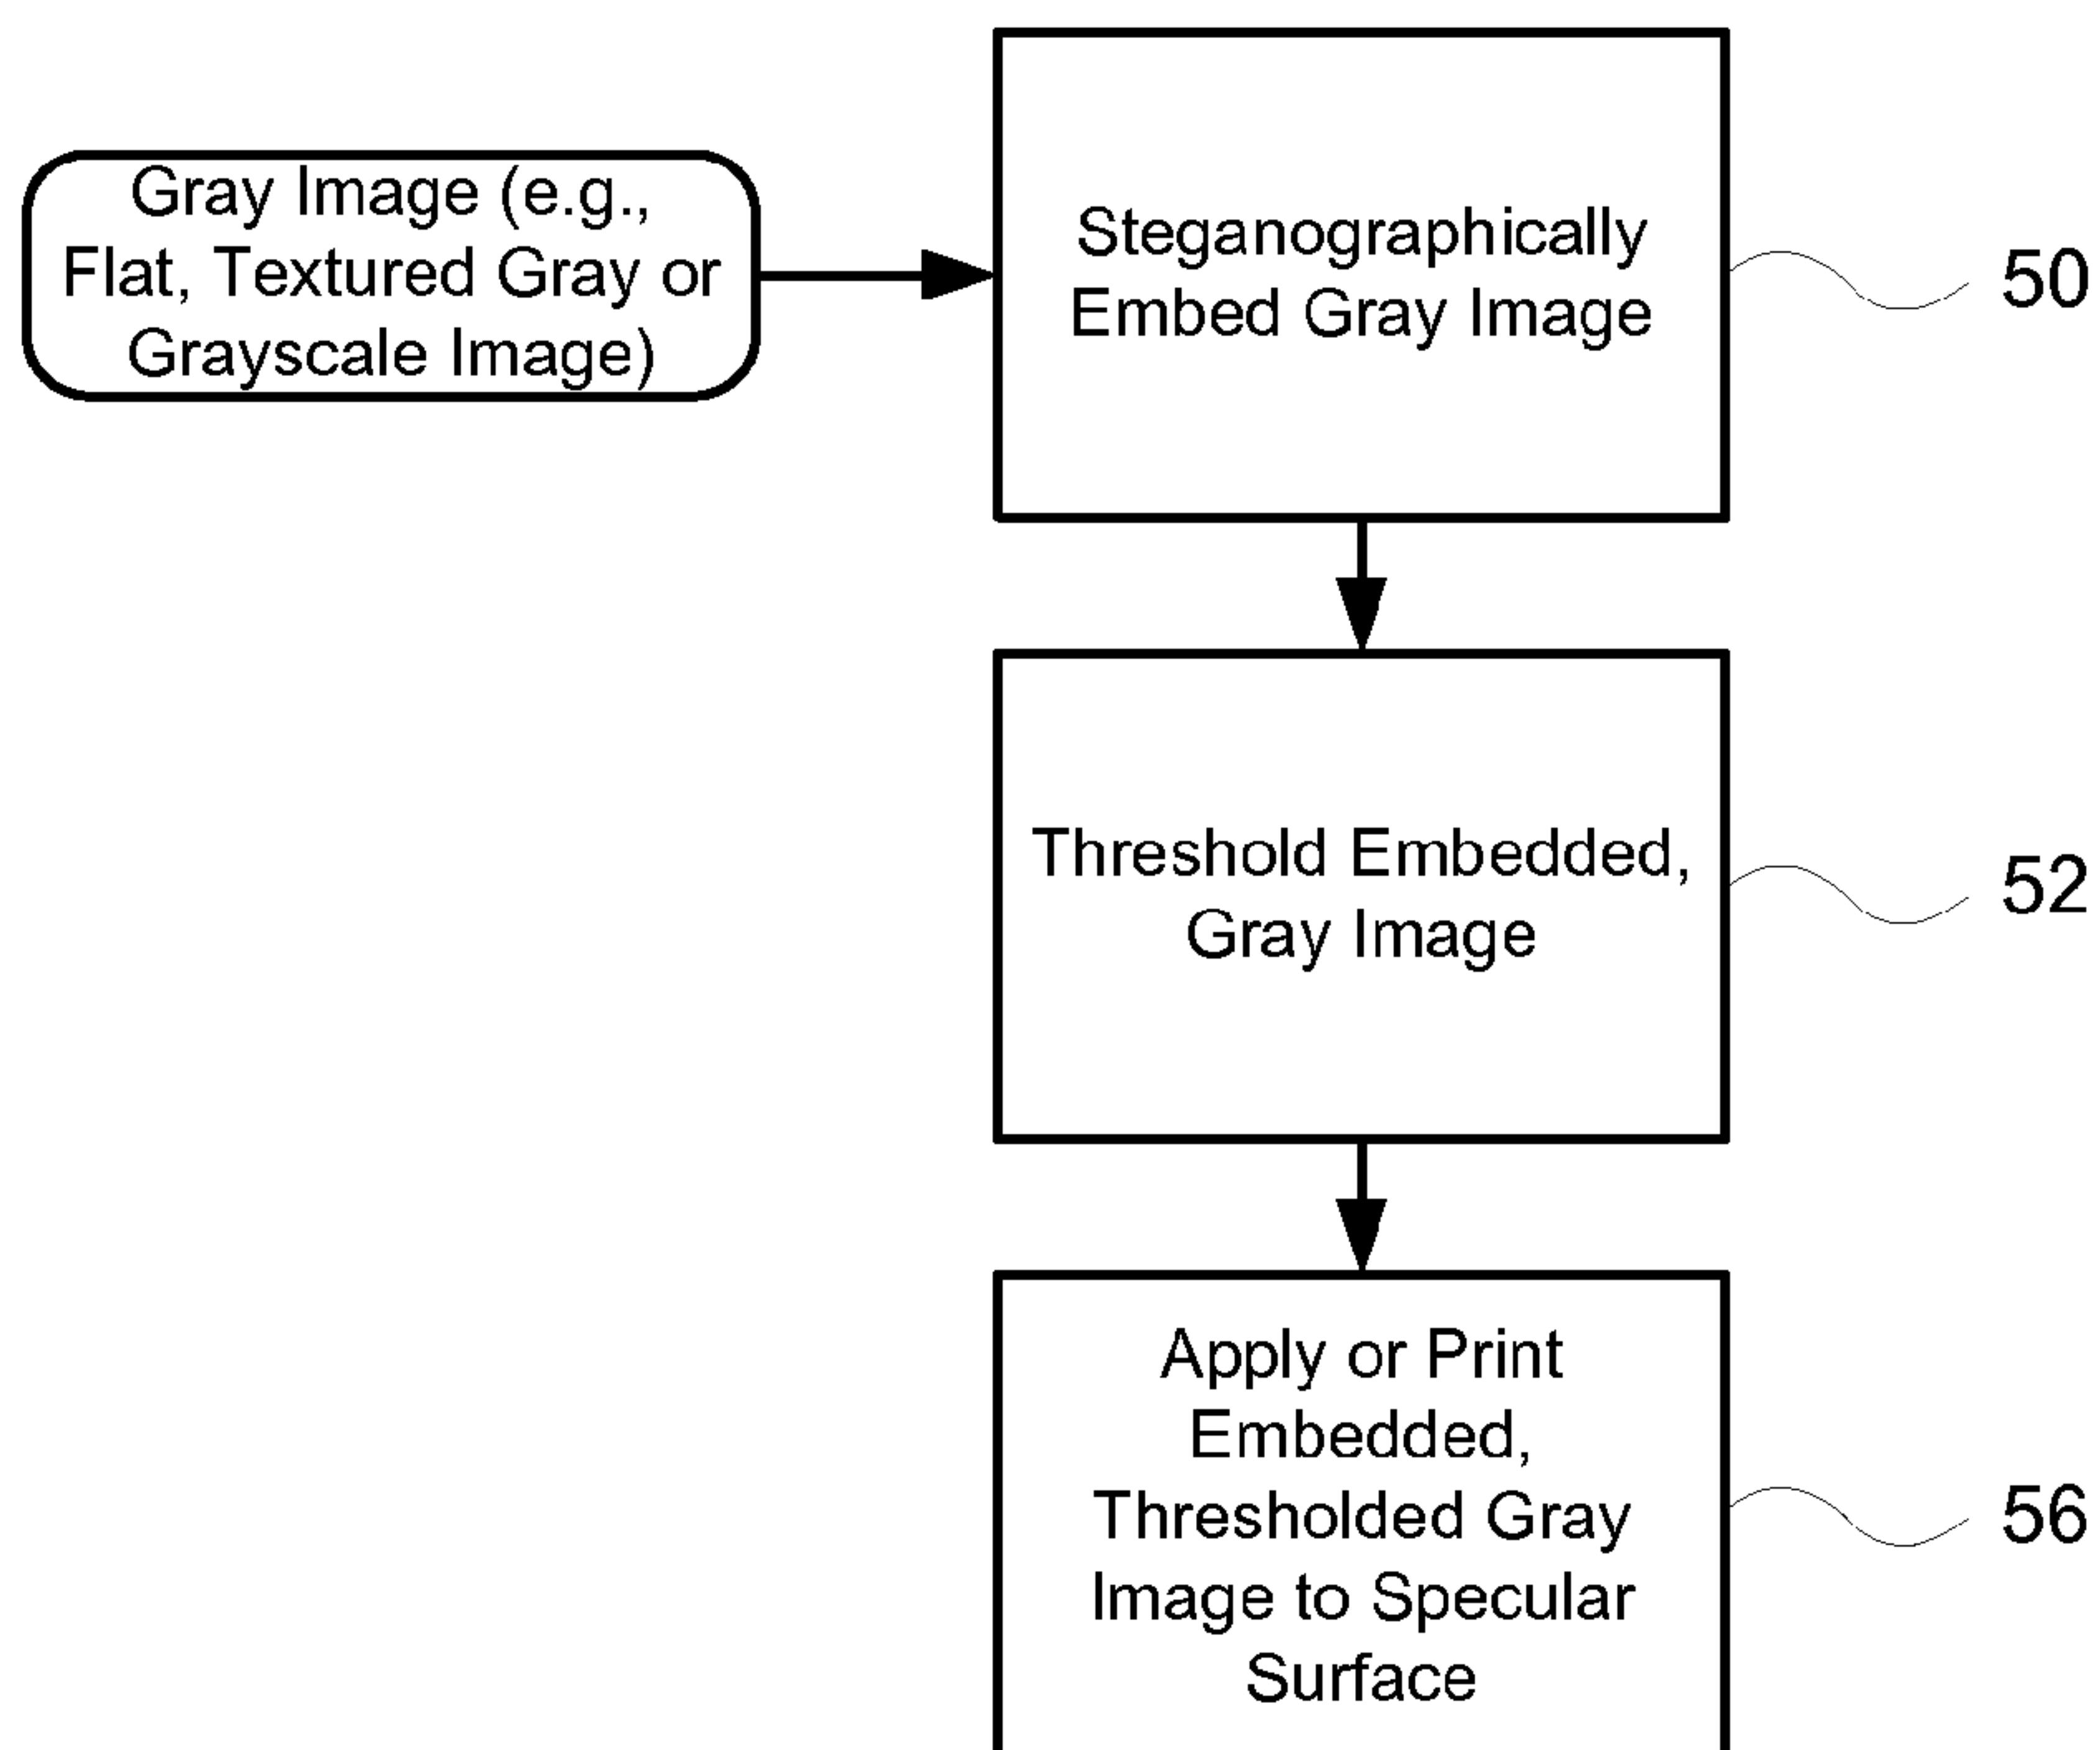 Gray Image (e.g.,
Flat, Textured Gray or
Grayscale Image)
Steganographically
Embed Gray Image
50
Threshold Embedded,
Gray Image
52
Apply or Print
Embedded,
Thresholded Gray
Image to Specular
Surface
56